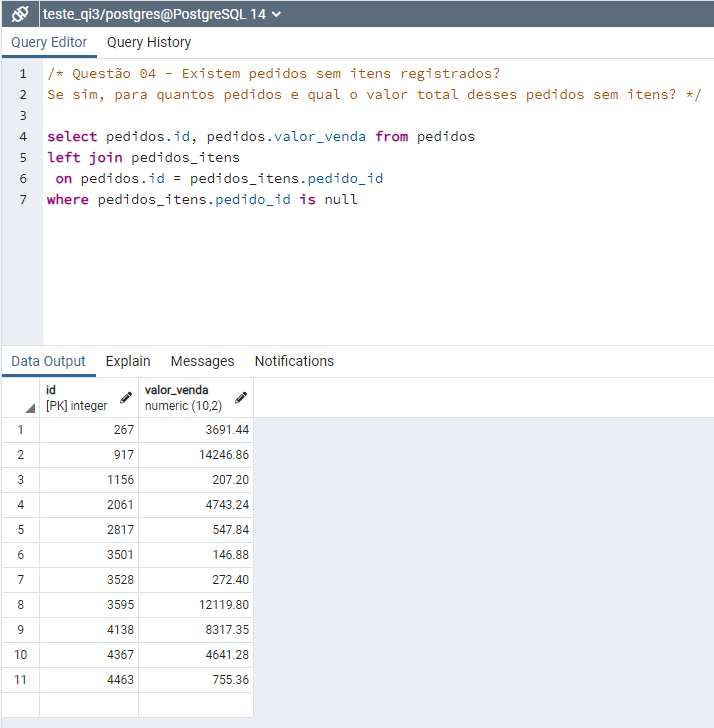 teste_qi3/postgres@PostgreSQL 14
Query Editor Query History
1 /* Questão 04 - Existem pedidos sem itens registrados?
2 Se sim, para quantos pedidos e qual o valor total desses pedidos sem itens? */
3
4 select pedidos.id, pedidos.valor_venda from pedidos
5 left join pedidos_itens
6 on pedidos.id = pedidos_itens.pedido_id
7 where pedidos_itens.pedido_id is null
Data Output Explain Messages Notifications
id valor_venda
[PK] integer numeric (10,2)
1 267 3691.44
2 917 14246.86
3 1156 207.20
4 2061 4743.24
5 2817 547.84
6 3501 146.88
7 3528 272.40
8 3595 12119.80
9 4138 8317.35
10 4367 4641.28
11 4463 755.36